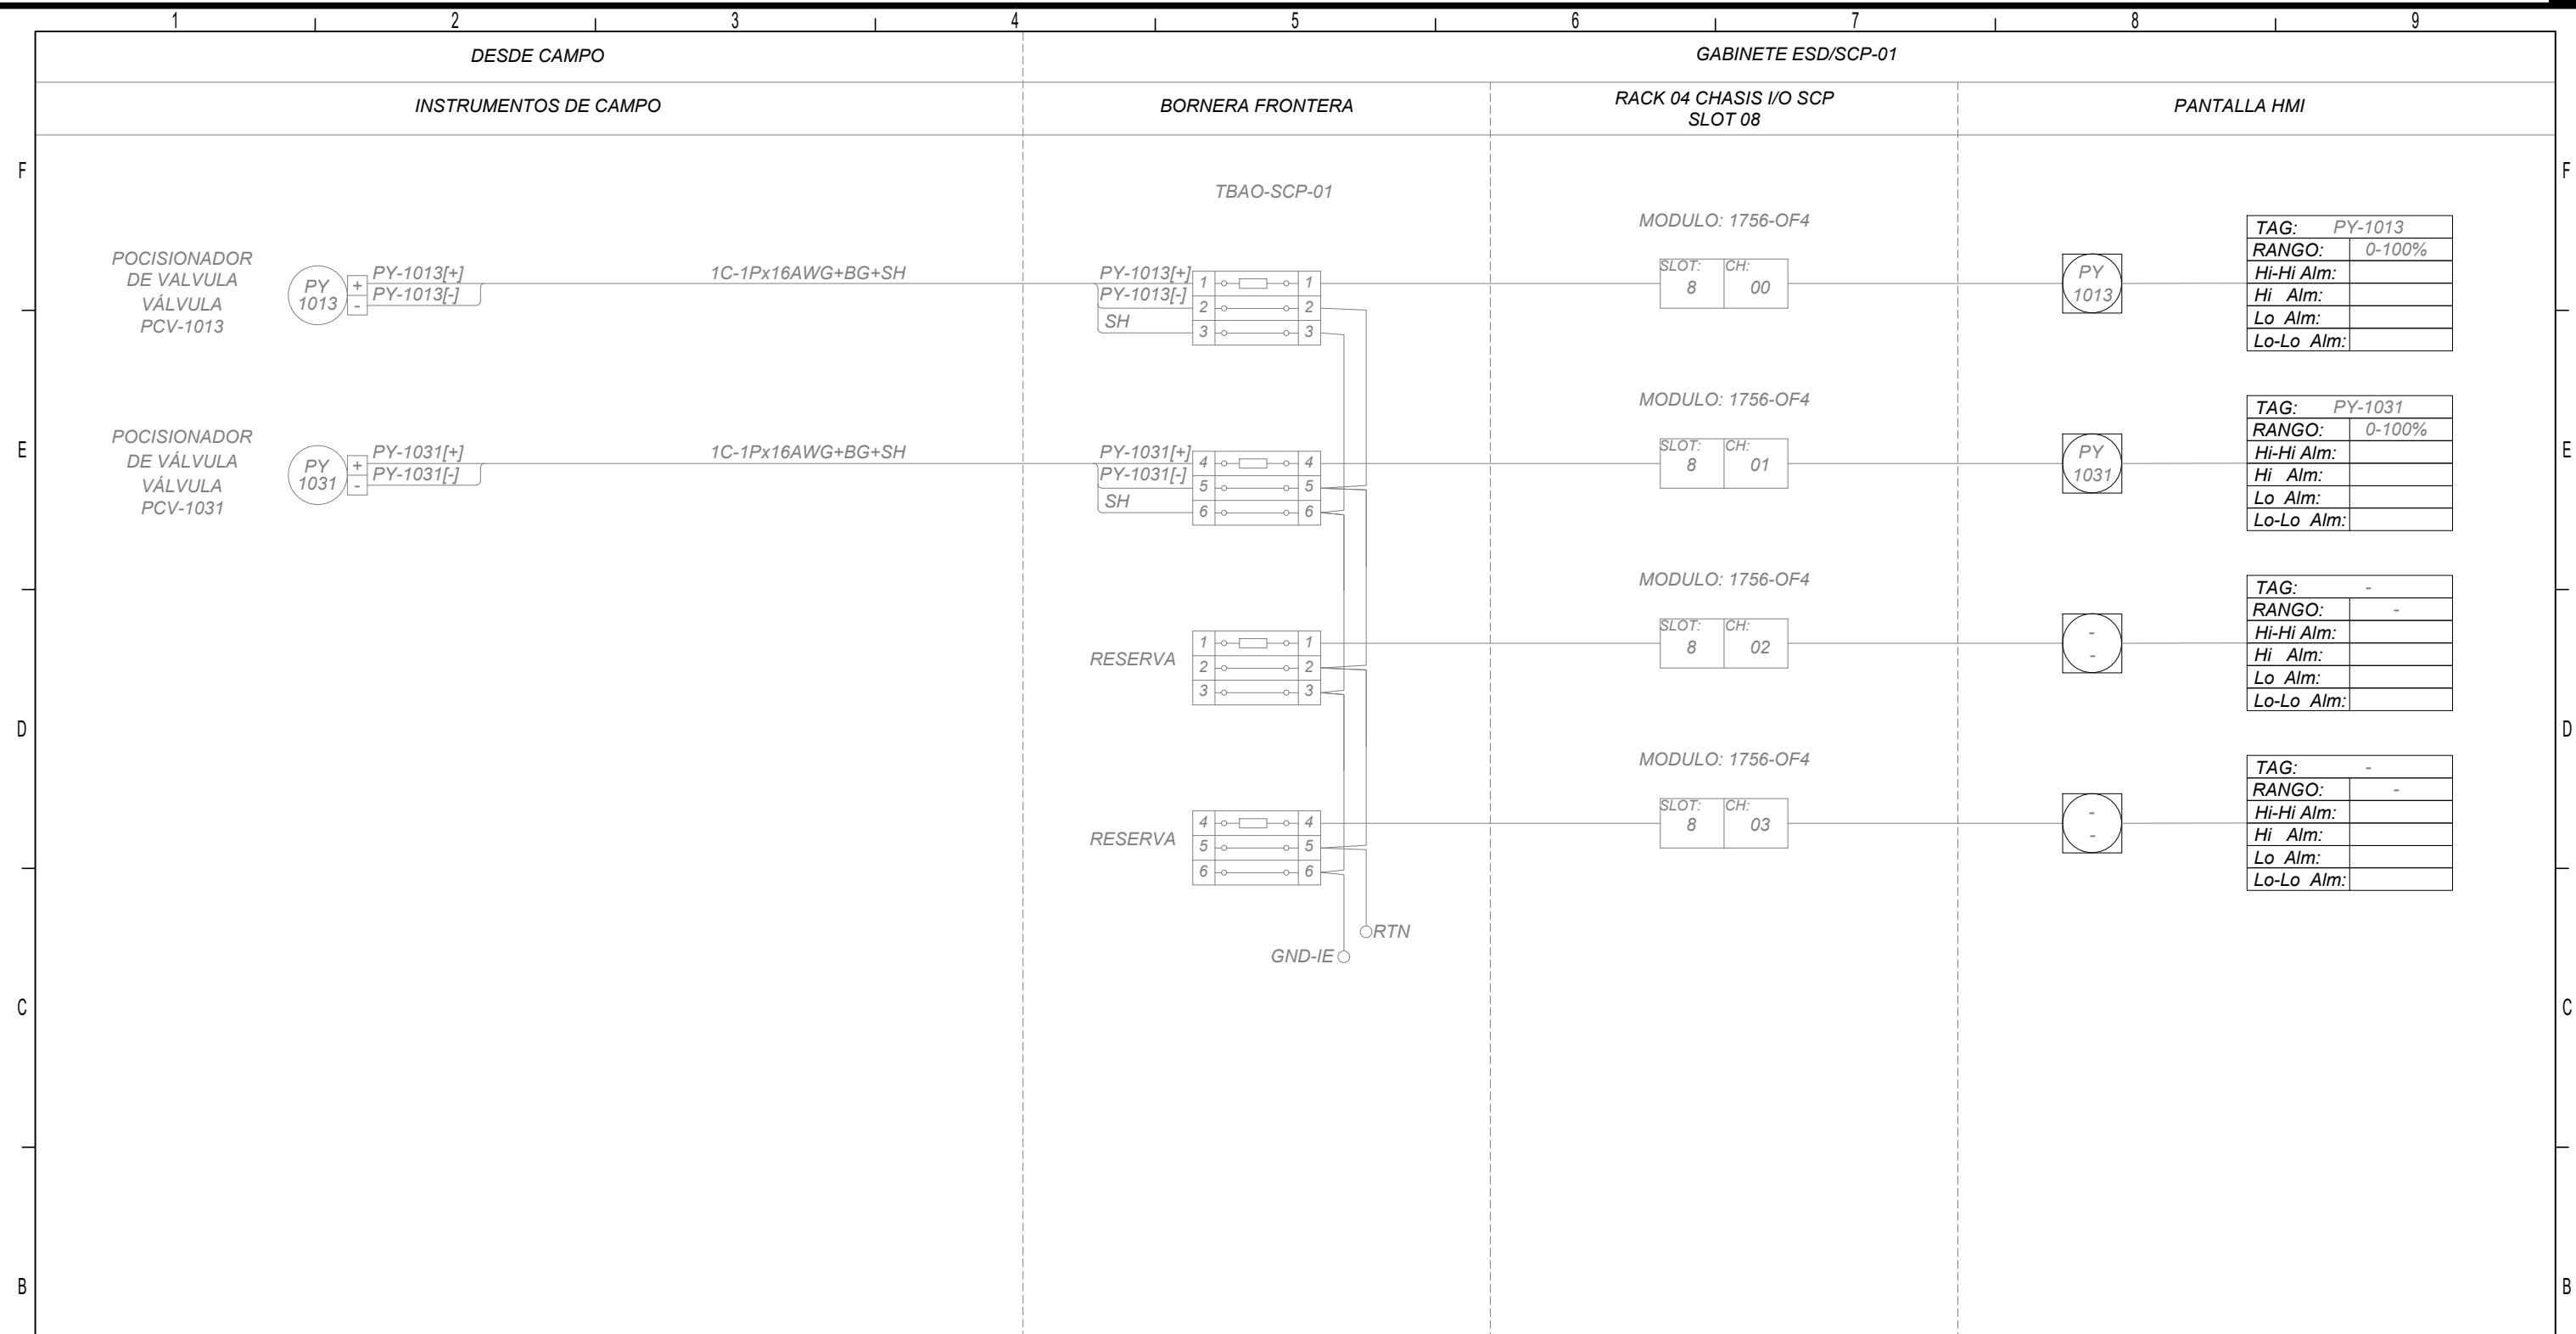 1 2 3 4 5 6 7 8 9
DESDE CAMPO
GABINETE ESD/SCP-01
INSTRUMENTOS DE CAMPO
BORNERA FRONTERA
RACK 04 CHASIS I/O SCP
SLOT 08
PANTALLA HMI
F
F
TBAO-SCP-01
POCISIONADOR
DE VALVULA
VÁLVULA
PCV-1013
PY
1013
+
-
PY-1013[+]
PY-1013[-]
1C-1Px16AWG+BG+SH
PY-1013[+]
PY-1013[-]
SH
1 1
2 2
3 3
MODULO: 1756-OF4
SLOT: CH:
8 00
PY
1013
TAG: PY-1013
RANGO: 0-100%
Hi-Hi Alm:
Hi Alm:
Lo Alm:
Lo-Lo Alm:
E
E
POCISIONADOR
DE VÁLVULA
VÁLVULA
PCV-1031
PY
1031
+
-
PY-1031[+]
PY-1031[-]
1C-1Px16AWG+BG+SH
PY-1031[+]
PY-1031[-]
SH
4 4
5 5
6 6
MODULO: 1756-OF4
SLOT: CH:
8 01
PY
1031
TAG: PY-1031
RANGO: 0-100%
Hi-Hi Alm:
Hi Alm:
Lo Alm:
Lo-Lo Alm:
RESERVA
1 1
2 2
3 3
MODULO: 1756-OF4
SLOT: CH:
8 02
-
-
TAG: -
RANGO: -
Hi-Hi Alm:
Hi Alm:
Lo Alm:
Lo-Lo Alm:
D
D
RESERVA
4 4
5 5
6 6
MODULO: 1756-OF4
SLOT: CH:
8 03
-
-
TAG: -
RANGO: -
Hi-Hi Alm:
Hi Alm:
Lo Alm:
Lo-Lo Alm:
RTN
GND-IE
C
C
B
B